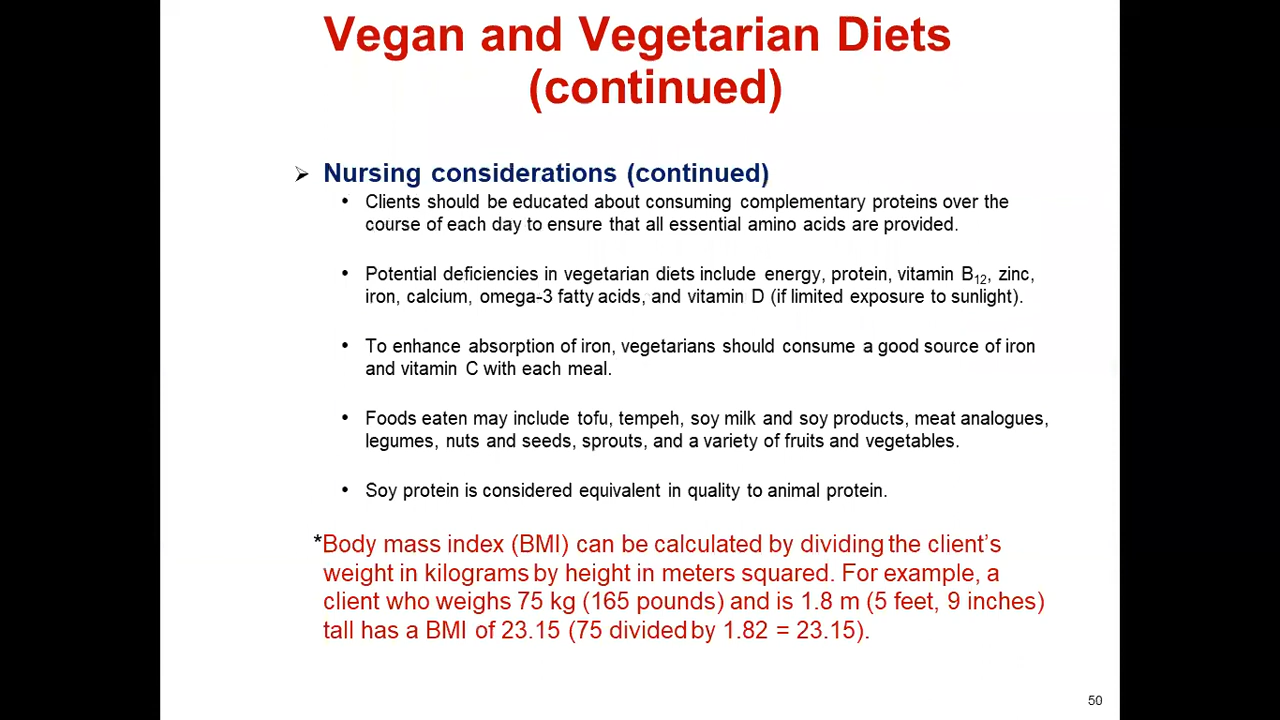 Vegan and Vegetarian Diets
(continued)
➢ Nursing considerations (continued)
• Clients should be educated about consuming complementary proteins over the
course of each day to ensure that all essential amino acids are provided.
• Potential deficiencies in vegetarian diets include energy, protein, vitamin B12, zinc,
iron, calcium, omega-3 fatty acids, and vitamin D (if limited exposure to sunlight).
• To enhance absorption of iron, vegetarians should consume a good source of iron
and vitamin C with each meal.
• Foods eaten may include tofu, tempeh, soy milk and soy products, meat analogues,
legumes, nuts and seeds, sprouts, and a variety of fruits and vegetables.
• Soy protein is considered equivalent in quality to animal protein.
*Body mass index (BMI) can be calculated by dividing the client’s
weight in kilograms by height in meters squared. For example, a
client who weighs 75 kg (165 pounds) and is 1.8 m (5 feet, 9 inches)
tall has a BMI of 23.15 (75 divided by 1.82 = 23.15).
50